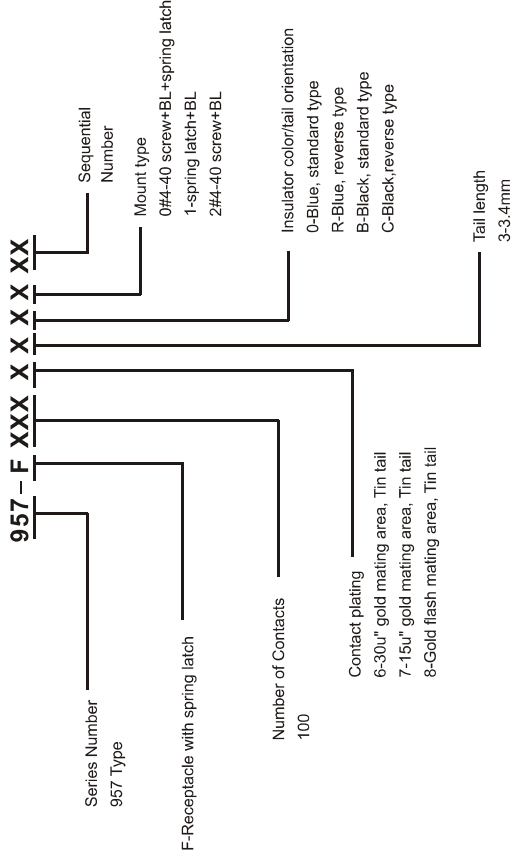 957– F XXX X X X X XX
Sequential
Number
Mount type
0#4-40 screw+BL+spring latch
1-spring latch+BL
2#4-40 screw+BL
Insulator color/tail orientation
0-Blue, standard type
R-Blue, reverse type
B-Black, standard type
C-Black,reverse type
Tail length
3-3.4mm
Series Number
957 Type
F-Receptacle with spring latch
Number of Contacts
100
Contact plating
6-30u" gold mating area, Tin tail
7-15u" gold mating area, Tin tail
8-Gold flash mating area, Tin tail